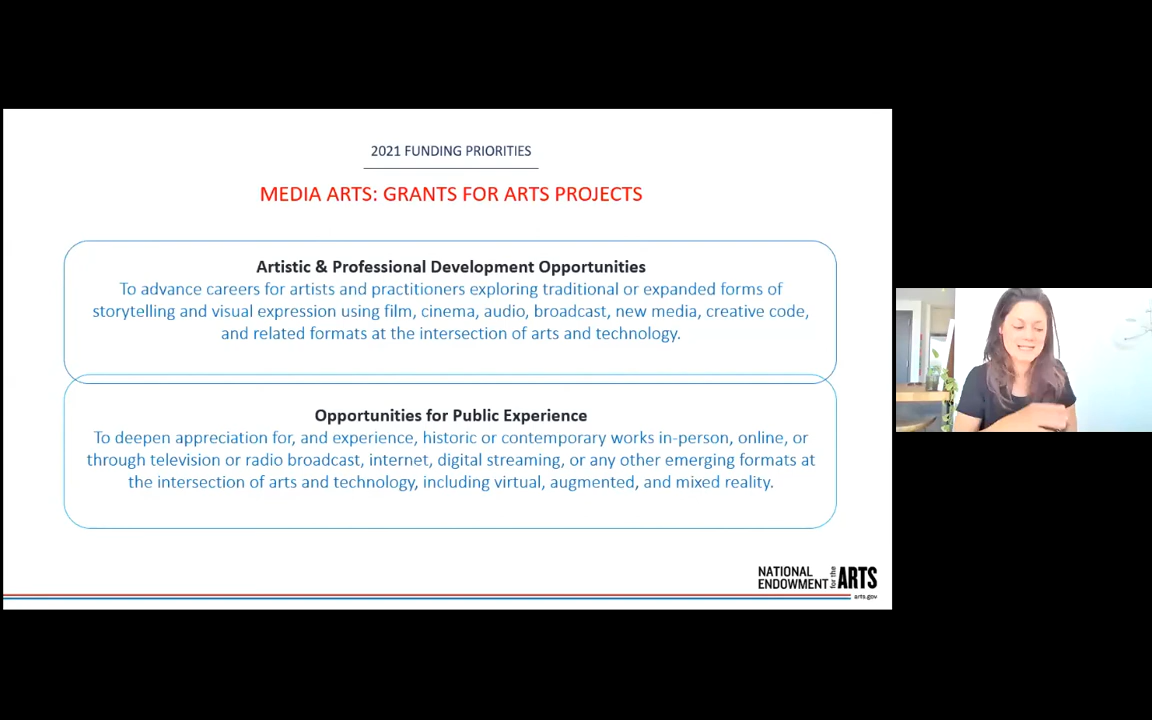 2021 FUNDING PRIORITIES
MEDIA ARTS: GRANTS FOR ARTS PROJECTS
Artistic & Professional Development Opportunities
To advance careers for artists and practitioners exploring traditional or expanded forms of
storytelling and visual expression using film, cinema, audio, broadcast, new media, creative code,
and related formats at the intersection of arts and technology.
Opportunities for Public Experience
To deepen appreciation for, and experience, historic or contemporary works in-person, online, or
through television or radio broadcast, internet, digital streaming, or any other emerging formats at
the intersection of arts and technology, including virtual, augmented, and mixed reality.
NATIONAL
ENDOWMENT for the ARTS
arts.gov